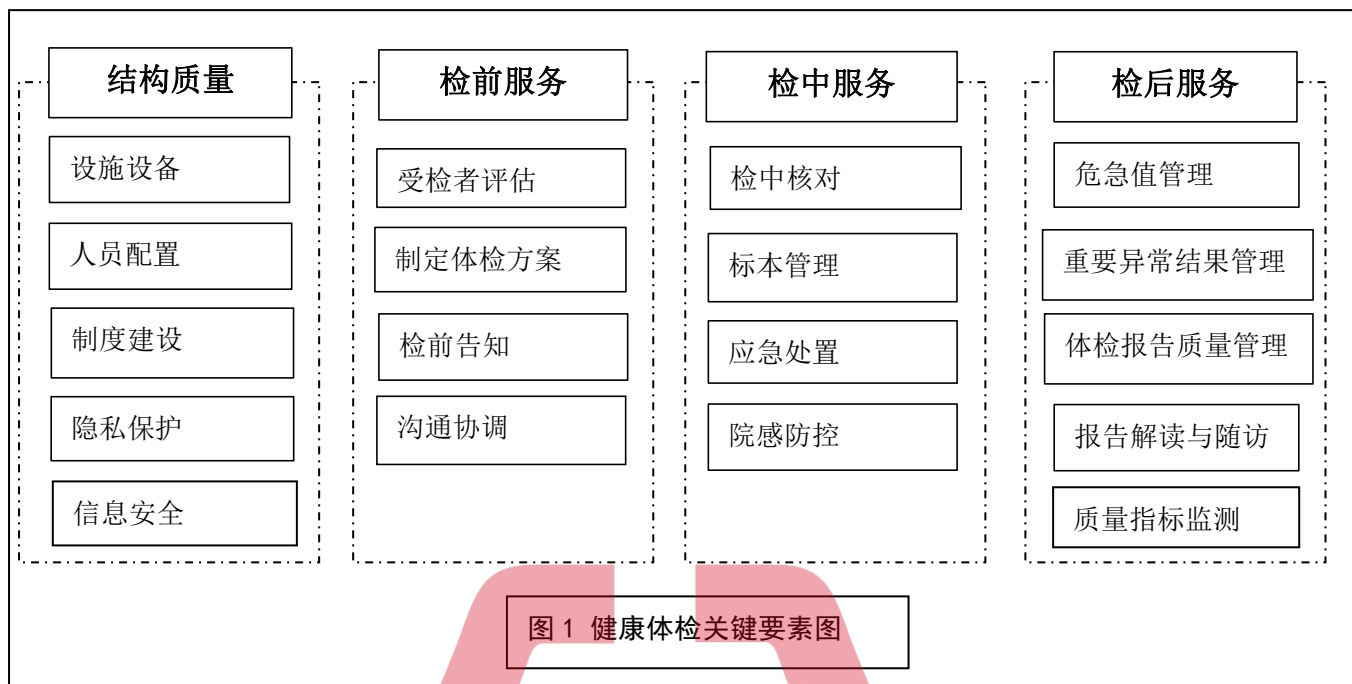 结构质量
设施设备
人员配置
制度建设
隐私保护
信息安全
检前服务
受检者评估
制定体检方案
检前告知
沟通协调
检中服务
检中核对
标本管理
应急处置
院感防控
检后服务
危急值管理
重要异常结果管理
体检报告质量管理
报告解读与随访
质量指标监测
图 1 健康体检关键要素图